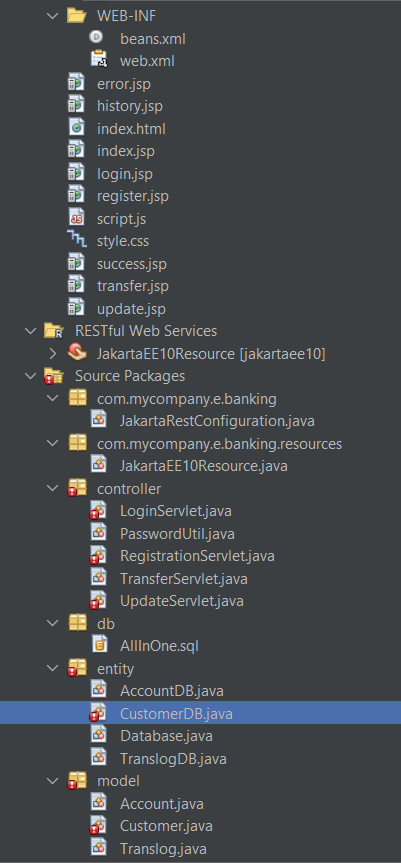 WEB-INF
beans.xml
web.xml
error.jsp
history.jsp
index.html
index.jsp
login.jsp
register.jsp
script.js
style.css
success.jsp
transfer.jsp
update.jsp
RESTful Web Services
JakartaEE10Resource [jakartaee10]
Source Packages
com.mycompany.e.banking
JakartaRestConfiguration.java
com.mycompany.e.banking.resources
JakartaEE10Resource.java
controller
LoginServlet.java
PasswordUtil.java
RegistrationServlet.java
TransferServlet.java
UpdateServlet.java
db
AllInOne.sql
entity
AccountDB.java
CustomerDB.java
Database.java
TranslogDB.java
model
Account.java
Customer.java
Translog.java